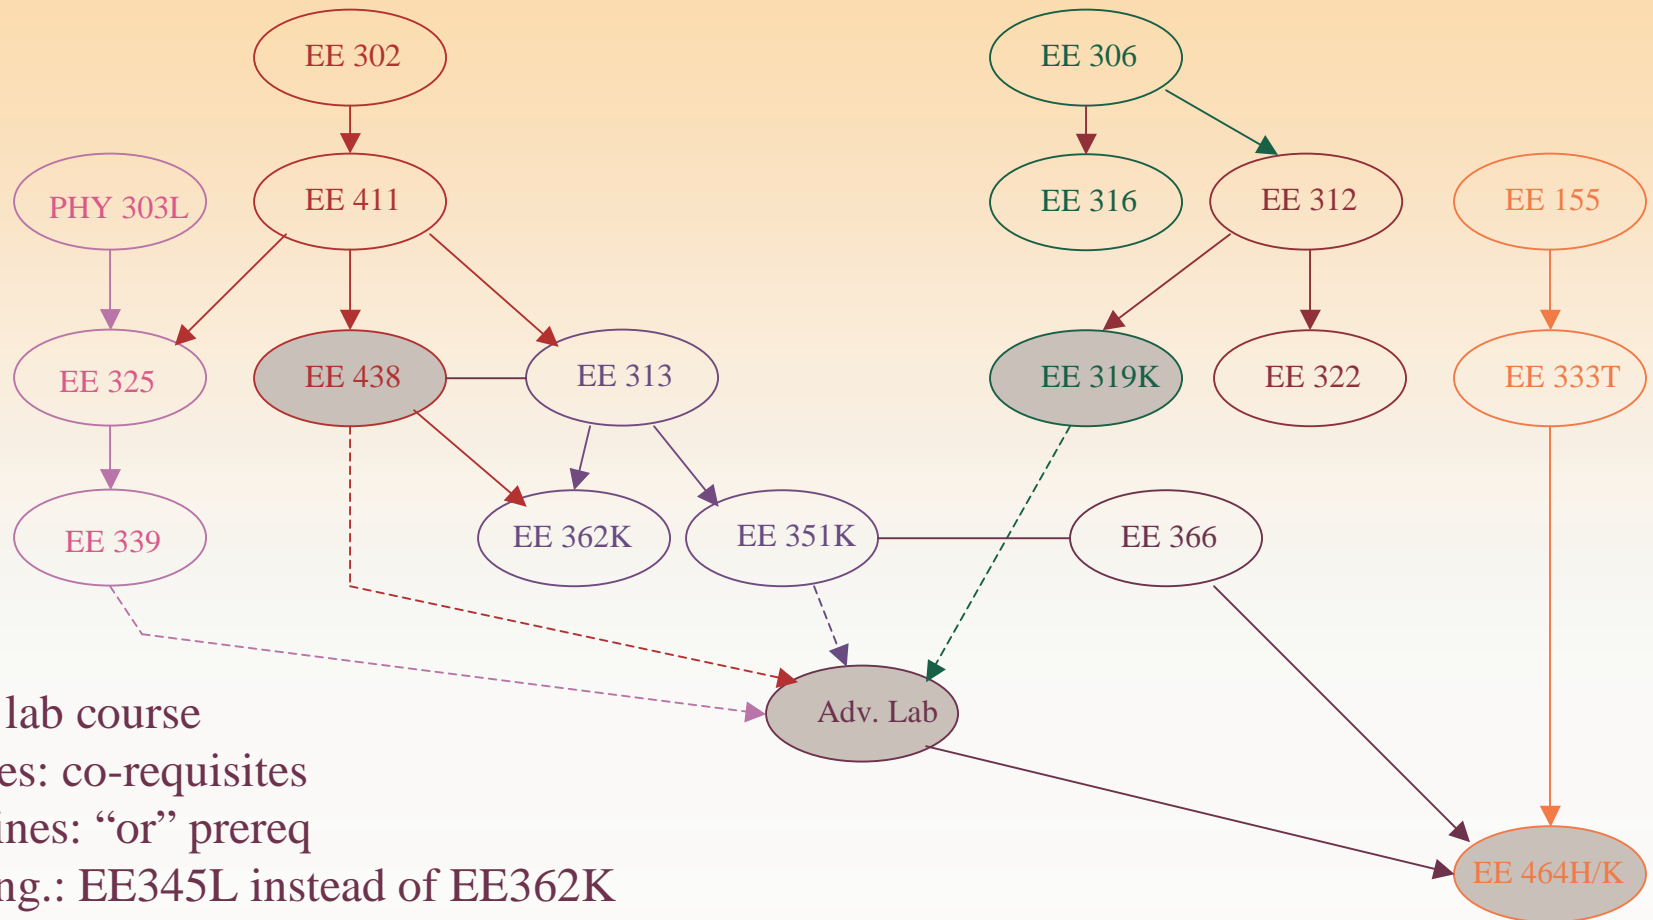 EE 302
EE 306
PHY 303L
EE 411
EE 316
EE 312
EE 155
EE 325
EE 438
EE 313
EE 319K
EE 322
EE 333T
EE 339
EE 362K
EE 351K
EE 366
Adv. Lab
EE 464H/K
lab course
es: co-requisites
ines: “or” prereq
ng.: EE345L instead of EE362K